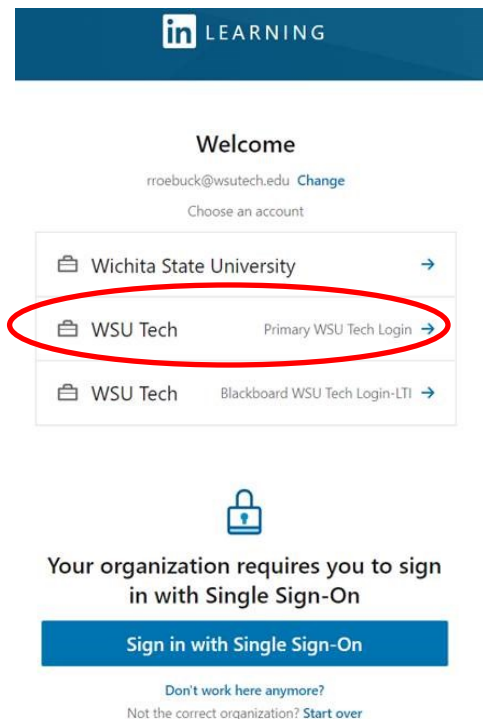 in LEARNING
Welcome
rroebuck@wsutech.edu Change
Choose an account
Wichita State University
WSU Tech Primary WSU Tech Login
WSU Tech Blackboard WSU Tech Login-LTI
Your organization requires you to sign
in with Single Sign-On
Sign in with Single Sign-On
Don't work here anymore?
Not the correct organization? Start over